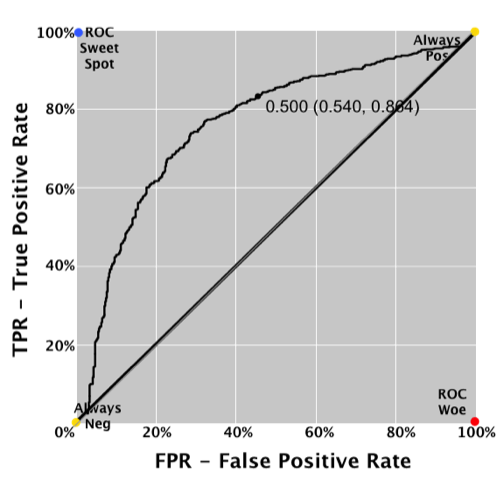 100%
ROC
Sweet
Spot
Always
Pos
80%
0.500 (0.540, 0.834)
60%
40%
20%
Always
Neg
ROC
Woe
0%
20%
40%
60%
80%
100%
TPR – True Positive Rate
FPR – False Positive Rate